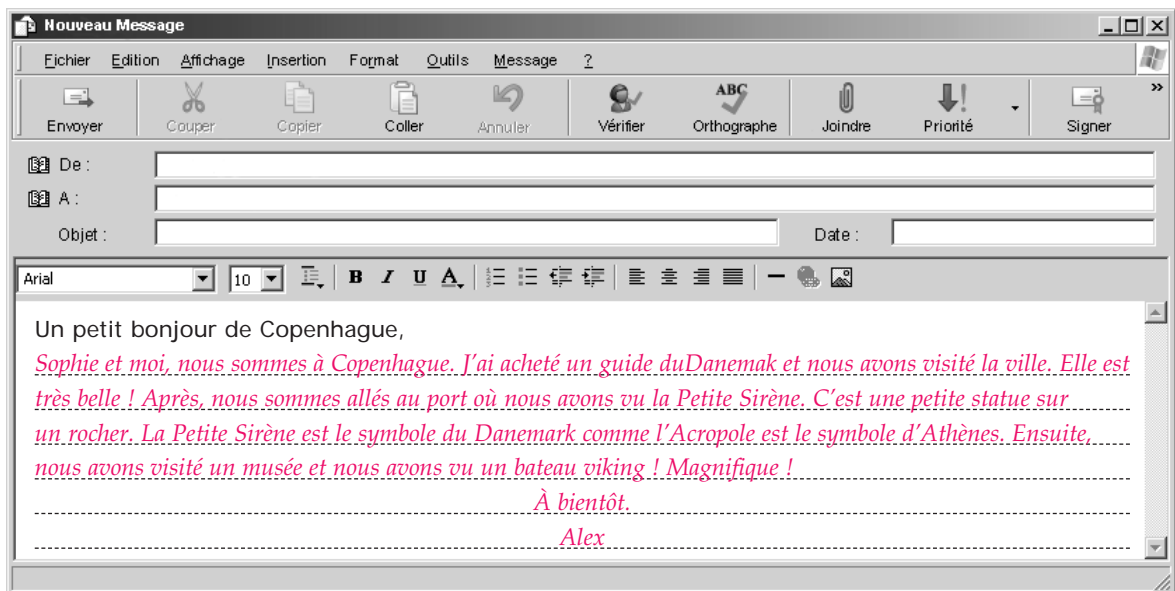 Nouveau Message
Fichier Edition Affichage Insertion Format Outils Message ?
Envoyer Couper Copier Coller Annuler Vérifier Orthographe Joindre Priorité Signer »
De :
A :
Objet : Date :
Arial 10 B I U A
Un petit bonjour de Copenhague,
Sophie et moi, nous sommes à Copenhague. J'ai acheté un guide duDanemak et nous avons visité la ville. Elle est
très belle ! Après, nous sommes allés au port où nous avons vu la Petite Sirène. C'est une petite statue sur
un rocher. La Petite Sirène est le symbole du Danemark comme l'Acropole est le symbole d'Athènes. Ensuite,
nous avons visité un musée et nous avons vu un bateau viking ! Magnifique !
À bientôt.
Alex